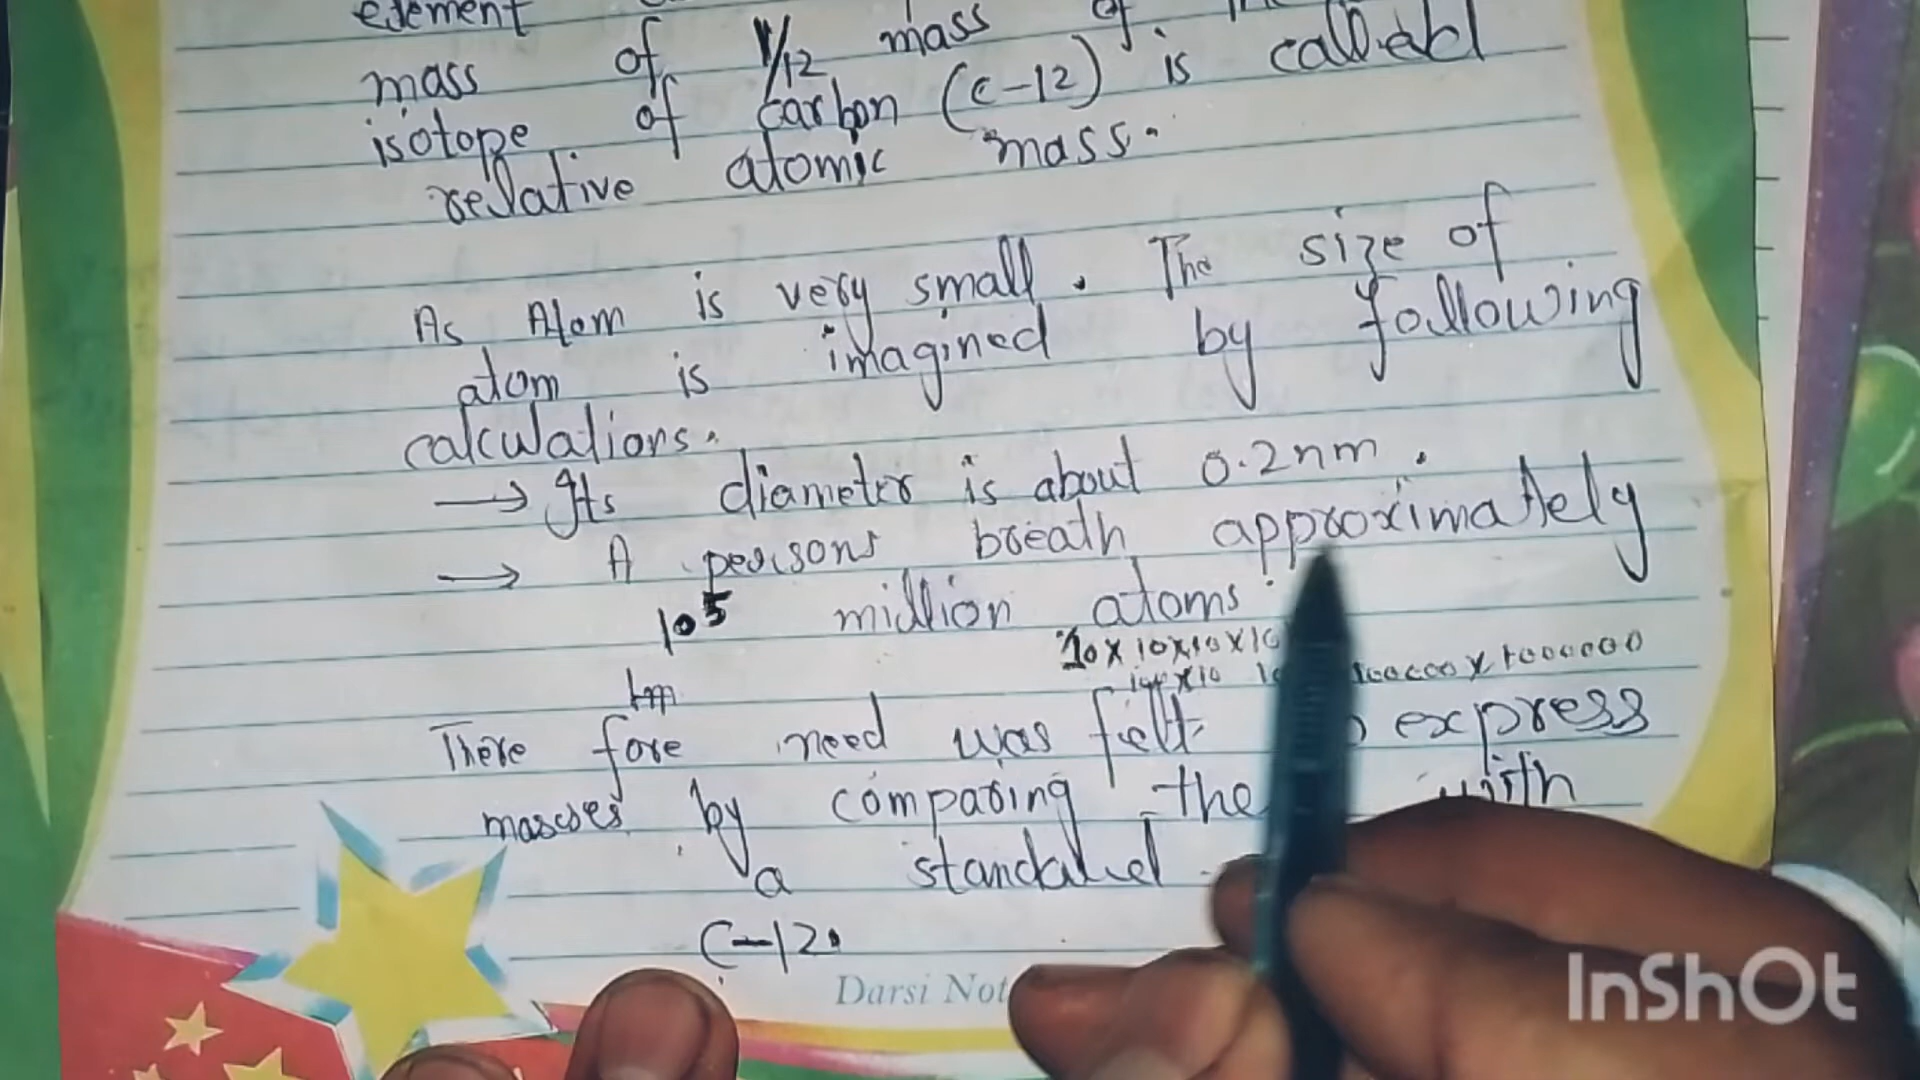 element
mass of 1/12 mass of
isotope of carbon (c-12) is called
relative atomic mass.
As Atom is very small. The size of
atom is imagined by following
calculations.
→ Its diameter is about 0.2nm.
→ A persons breath approximately
10⁵ million atoms.
10×10×10×10
100000×1000000
1m
There fore need was felt express
masses by comparing the with
a standard
C-12.
Darsi Not
InShOt